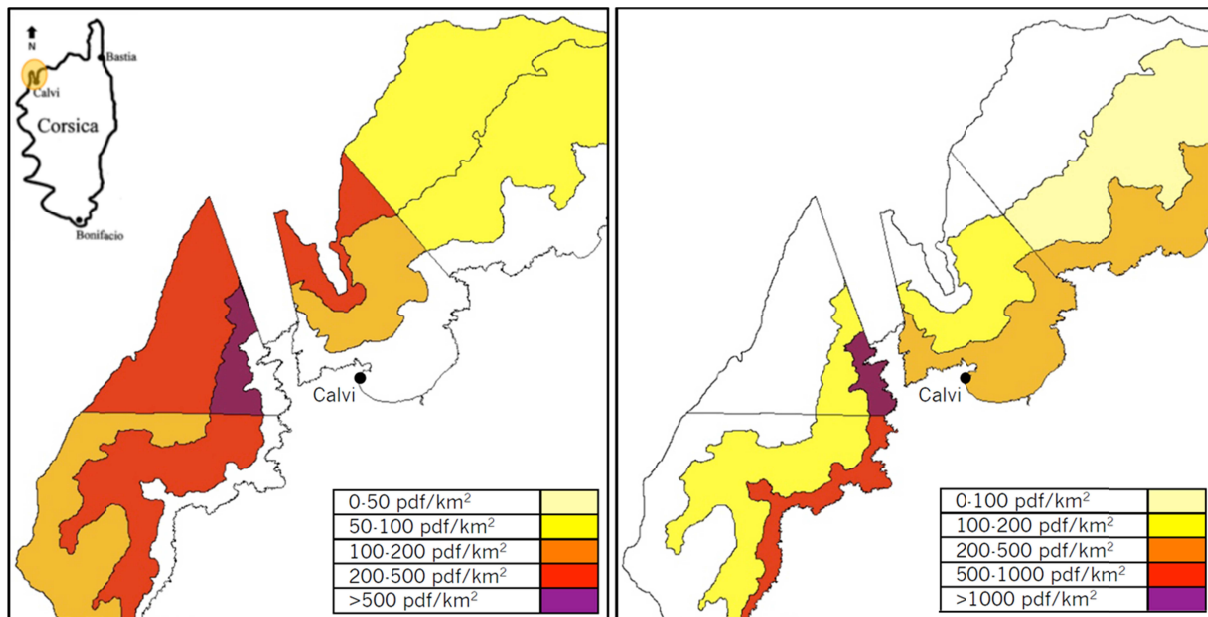 N
Bastia
Calvi
Corsica
Bonifacio
Calvi
0-50 pdf/km²
50-100 pdf/km²
100-200 pdf/km²
200-500 pdf/km²
>500 pdf/km²
Calvi
0-100 pdf/km²
100-200 pdf/km²
200-500 pdf/km²
500-1000 pdf/km²
>1000 pdf/km²